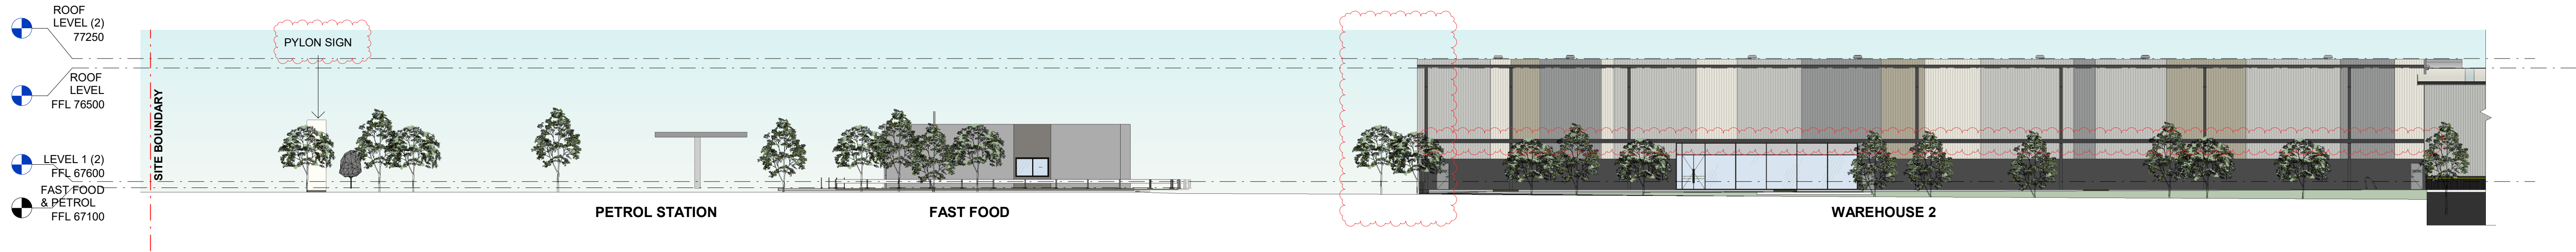 ROOF
LEVEL (2)
77250
PYLON SIGN
ROOF
LEVEL
FFL 76500
SITE BOUNDARY
LEVEL 1 (2)
FFL 67600
FAST FOOD
& PETROL
FFL 67100
PETROL STATION
FAST FOOD
WAREHOUSE 2